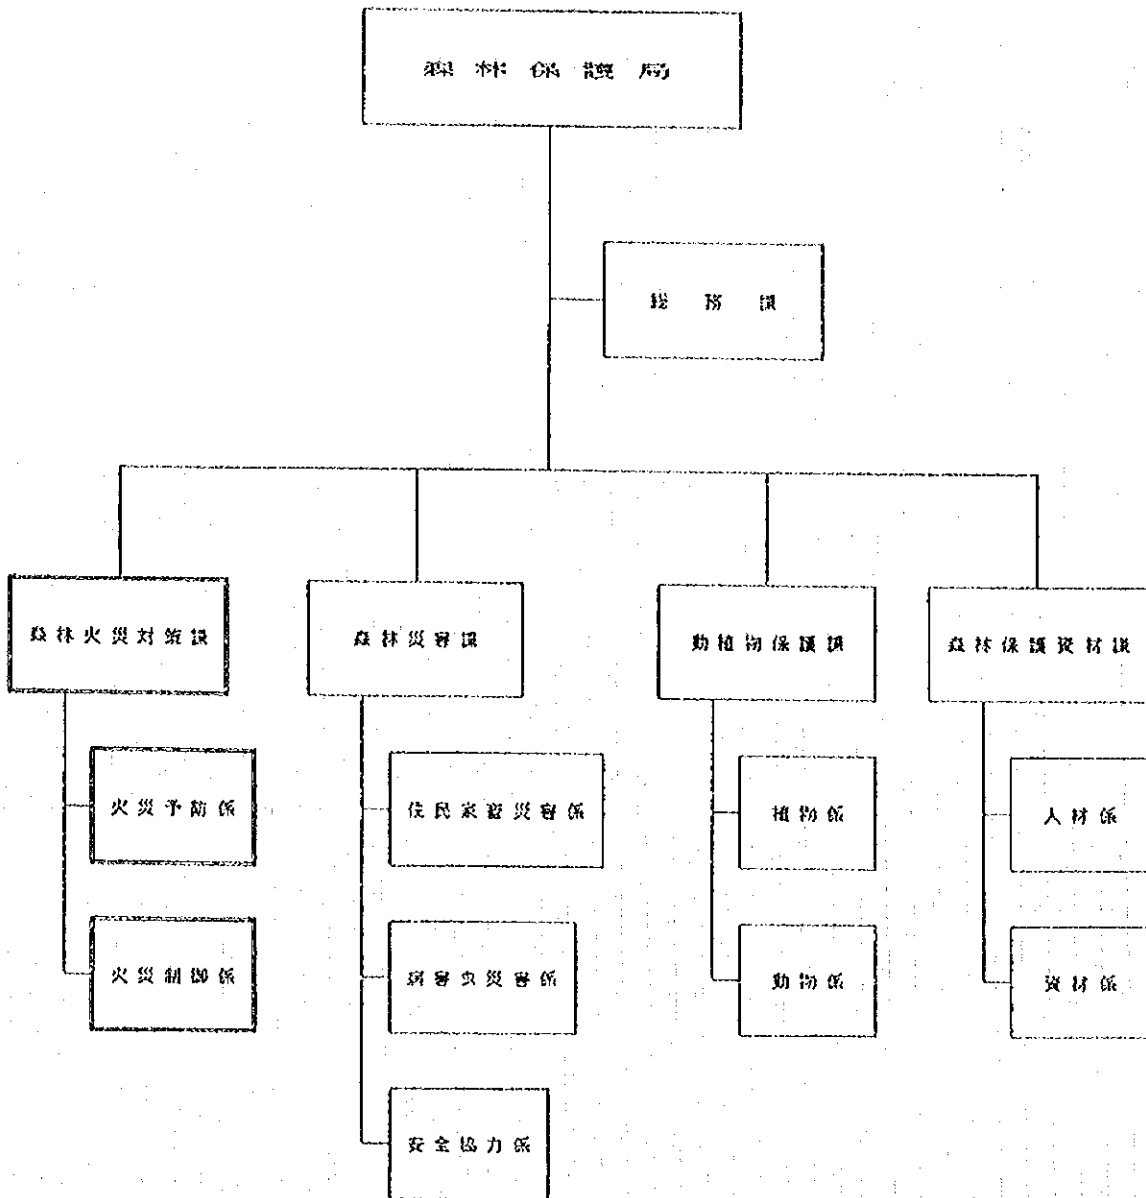 森林保護局
総務課
森林火災対策課
森林災害課
動植物保護課
森林保護資材課
火災予防係
住民家畜災害係
植物係
人材係
火災制御係
病害虫災害係
動物係
資材係
安全協力係